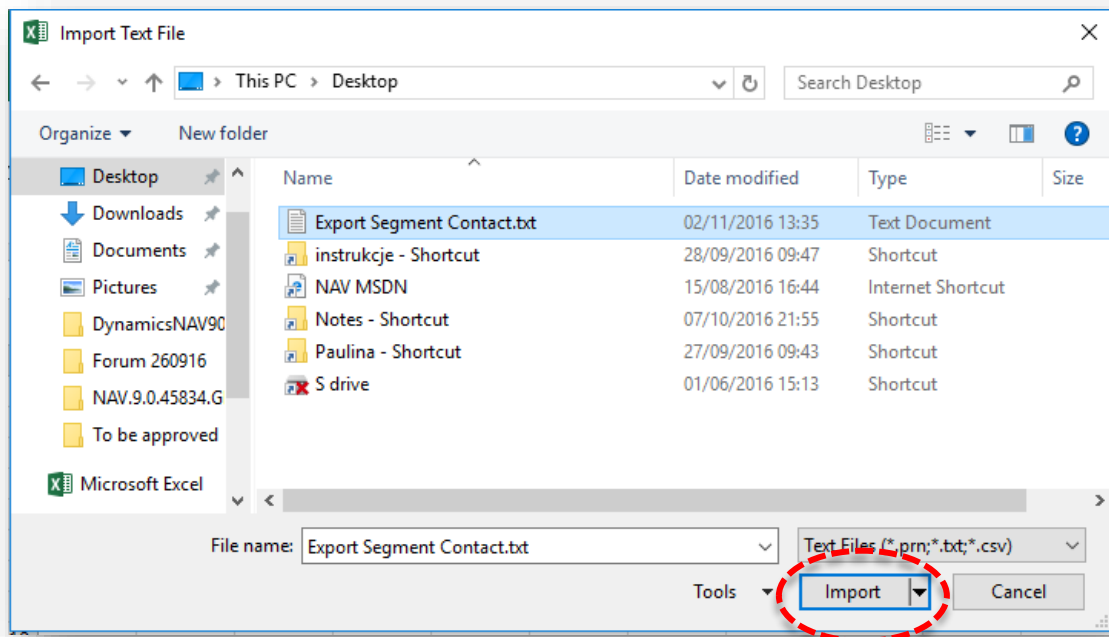 Import Text File
This PC > Desktop
Search Desktop
Organize
New folder
Name
Date modified
Type
Size
Desktop
Downloads
Documents
Pictures
DynamicsNAV90
Forum 260916
NAV.9.0.45834.G
To be approved
Microsoft Excel
Export Segment Contact.txt 02/11/2016 13:35 Text Document
instrukcje - Shortcut 28/09/2016 09:47 Shortcut
NAV MSDN 15/08/2016 16:44 Internet Shortcut
Notes - Shortcut 07/10/2016 21:55 Shortcut
Paulina - Shortcut 27/09/2016 09:43 Shortcut
S drive 01/06/2016 15:13 Shortcut
File name: Export Segment Contact.txt
Text Files (*.prn;*.txt;*.csv)
Tools
Import
Cancel